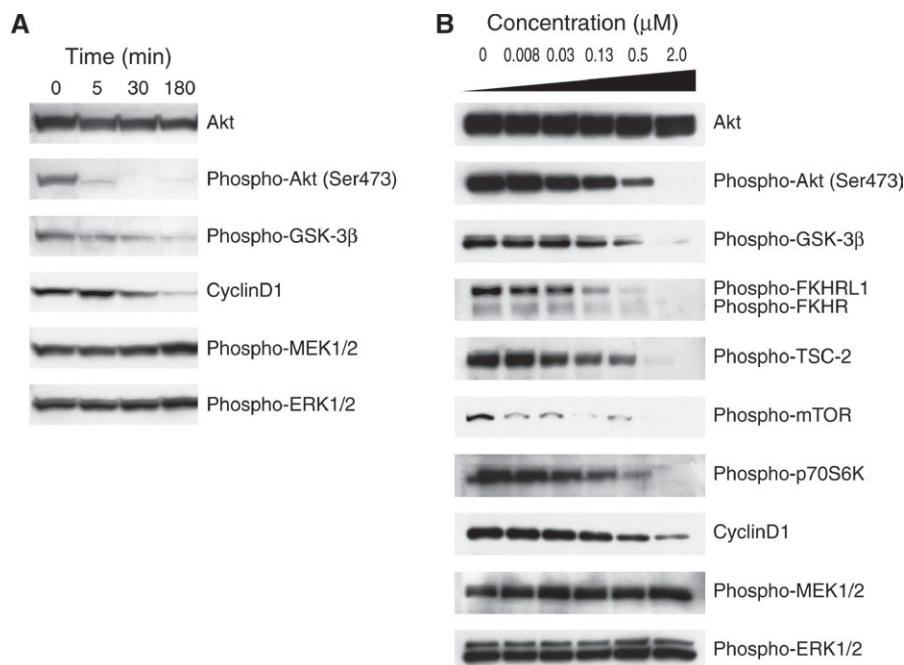 A
Time (min)
0 5 30 180
Akt
Phospho-Akt (Ser473)
Phospho-GSK-3β
CyclinD1
Phospho-MEK1/2
Phospho-ERK1/2
B
Concentration (μM)
0 0.008 0.03 0.13 0.5 2.0
Akt
Phospho-Akt (Ser473)
Phospho-GSK-3β
Phospho-FKHRL1
Phospho-FKHR
Phospho-TSC-2
Phospho-mTOR
Phospho-p70S6K
CyclinD1
Phospho-MEK1/2
Phospho-ERK1/2